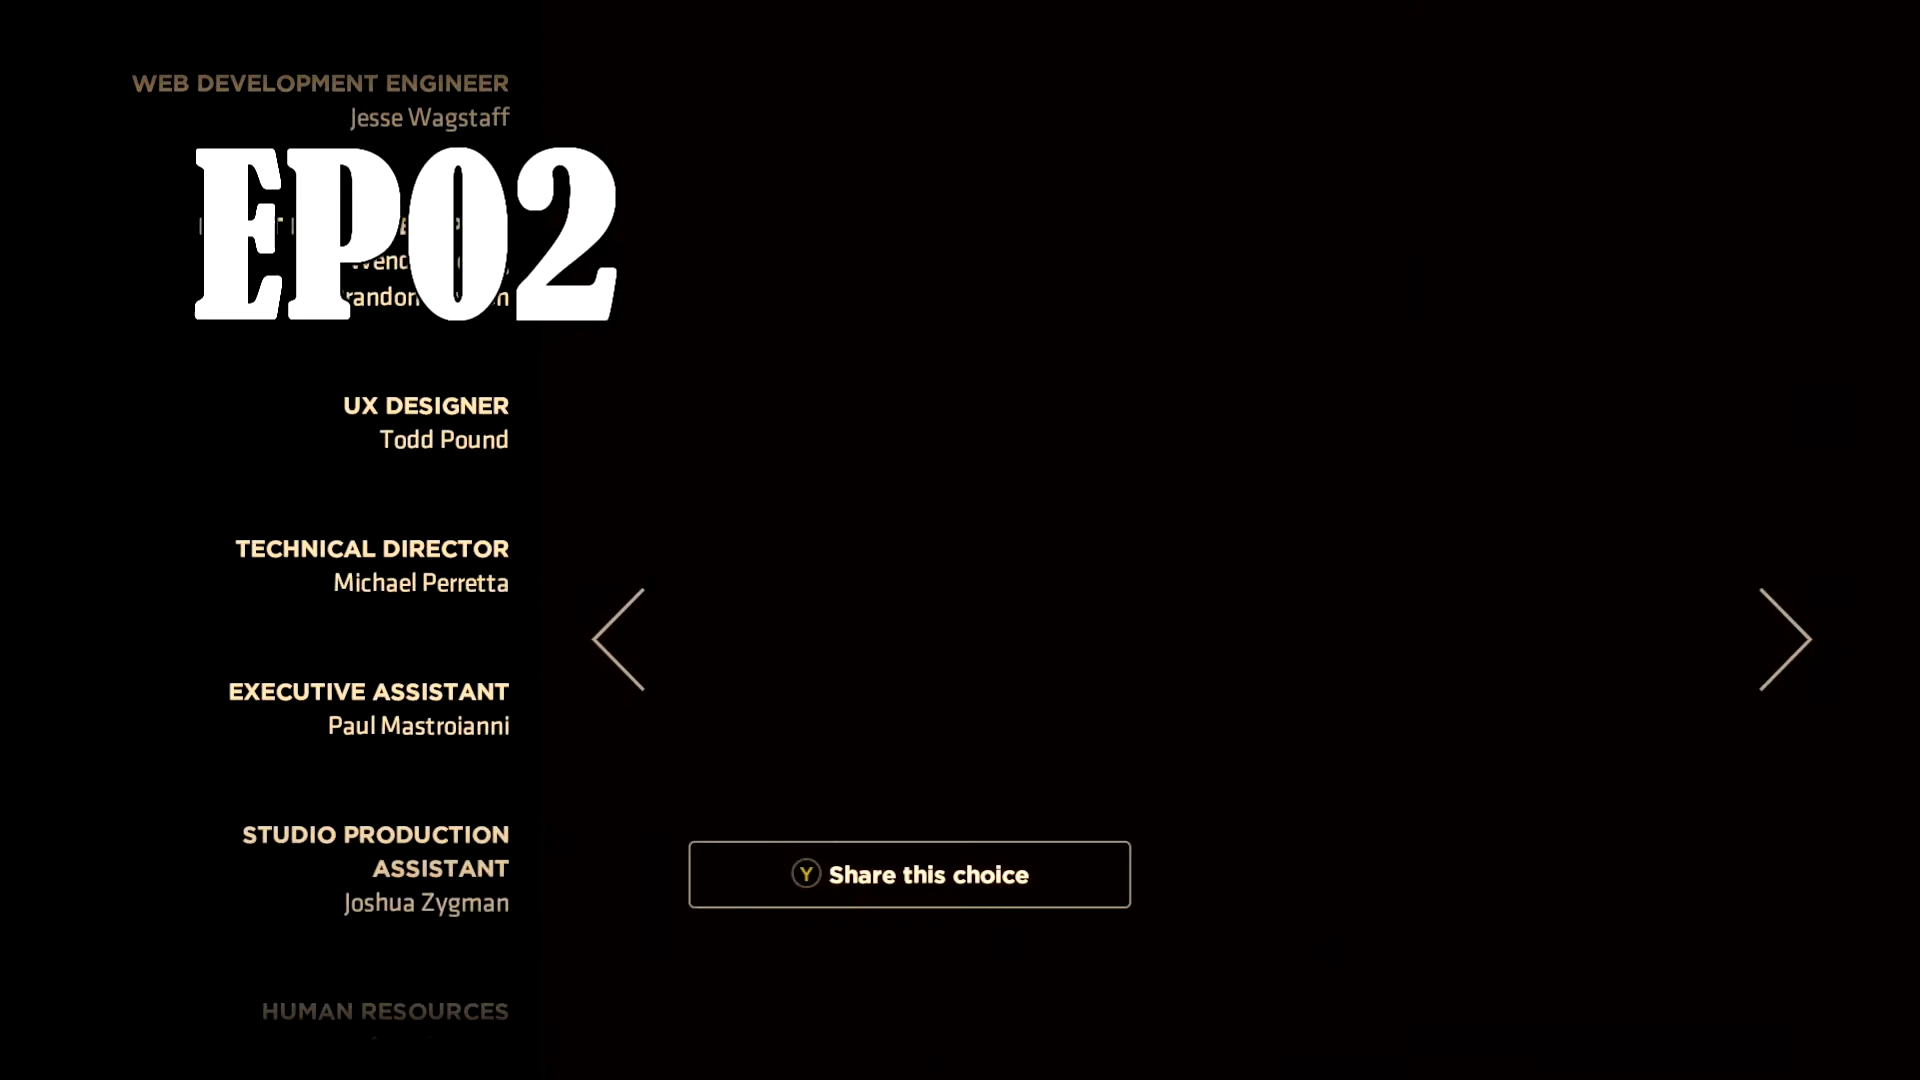 WEB DEVELOPMENT ENGINEER
Jesse Wagstaff
EP02
UX DESIGNER
Todd Pound
TECHNICAL DIRECTOR
Michael Perretta
EXECUTIVE ASSISTANT
Paul Mastroianni
STUDIO PRODUCTION
ASSISTANT
Joshua Zygman
Y Share this choice
HUMAN RESOURCES